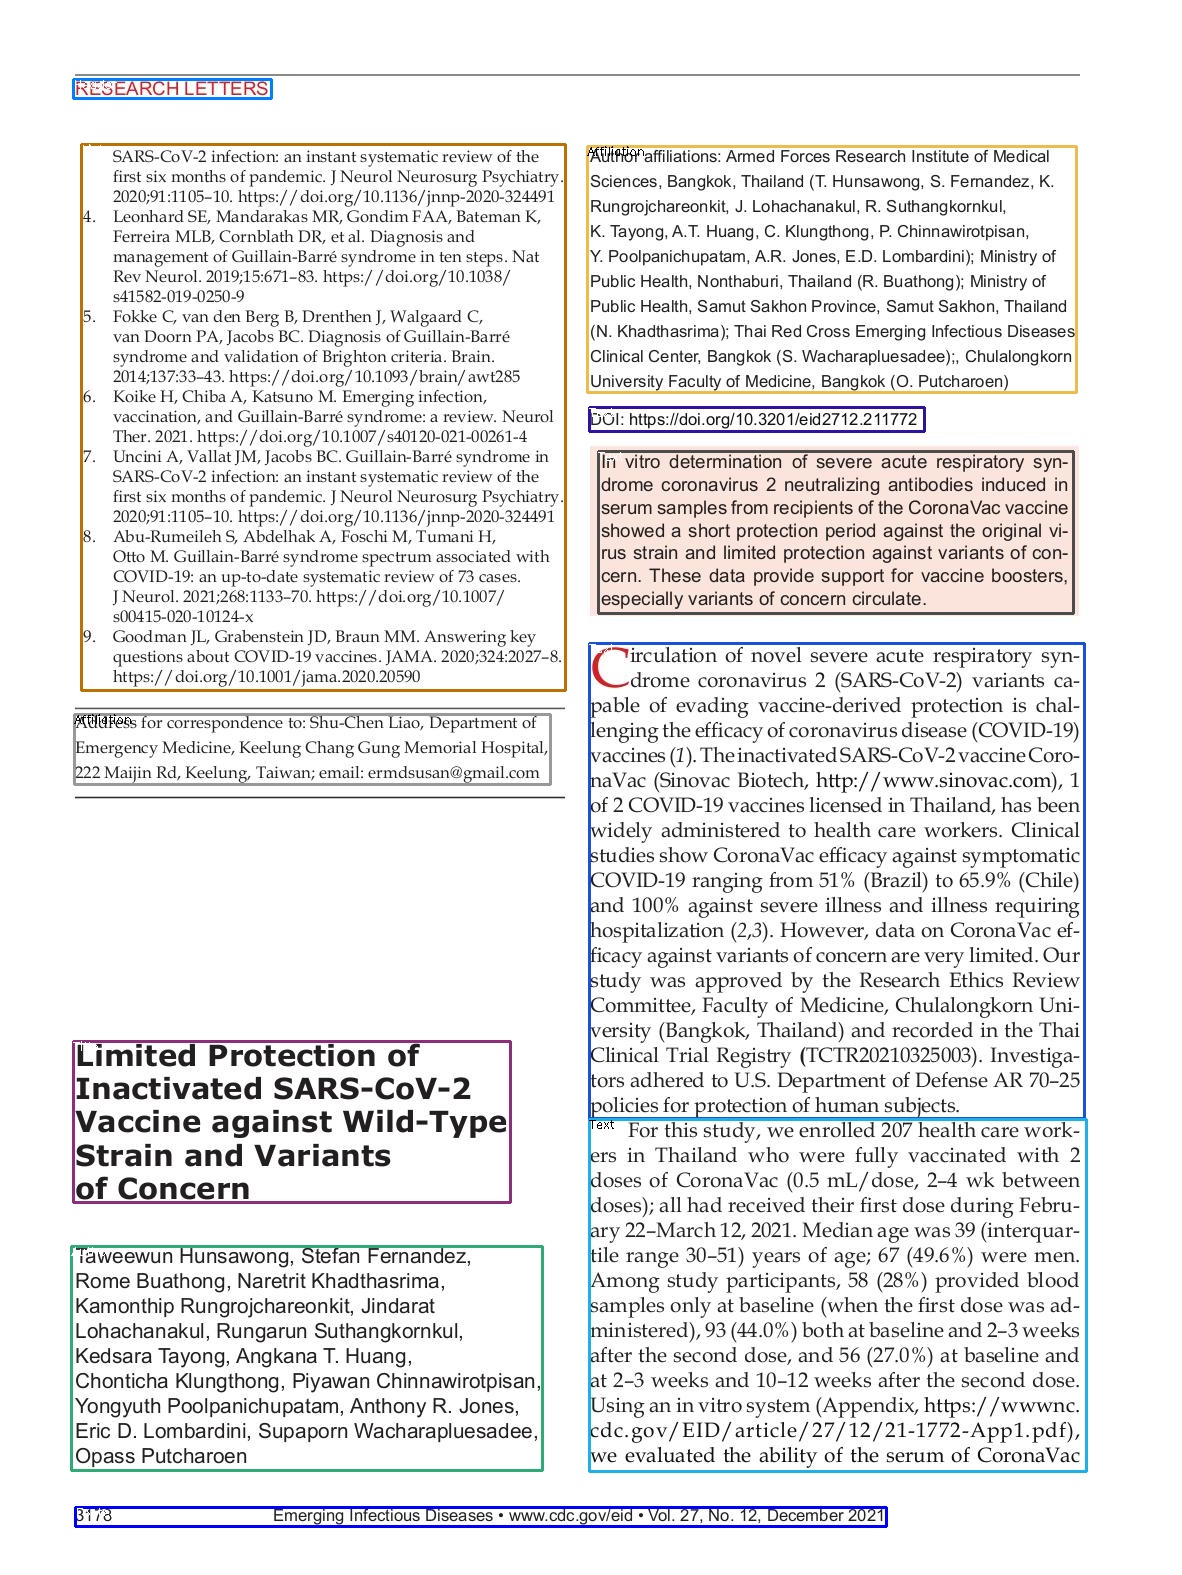 RESEARCH LETTERS
SARS-CoV-2 infection: an instant systematic review of the
first six months of pandemic. J Neurol Neurosurg Psychiatry.
2020;91:1105–10. https://doi.org/10.1136/jnnp-2020-324491
4. Leonhard SE, Mandarakas MR, Gondim FAA, Bateman K,
Ferreira MLB, Cornblath DR, et al. Diagnosis and
management of Guillain-Barré syndrome in ten steps. Nat
Rev Neurol. 2019;15:671–83. https://doi.org/10.1038/
s41582-019-0250-9
5. Fokke C, van den Berg B, Drenthen J, Walgaard C,
van Doorn PA, Jacobs BC. Diagnosis of Guillain-Barré
syndrome and validation of Brighton criteria. Brain.
2014;137:33–43. https://doi.org/10.1093/brain/awt285
6. Koike H, Chiba A, Katsuno M. Emerging infection,
vaccination, and Guillain-Barré syndrome: a review. Neurol
Ther. 2021. https://doi.org/10.1007/s40120-021-00261-4
7. Uncini A, Vallat JM, Jacobs BC. Guillain-Barré syndrome in
SARS-CoV-2 infection: an instant systematic review of the
first six months of pandemic. J Neurol Neurosurg Psychiatry.
2020;91:1105–10. https://doi.org/10.1136/jnnp-2020-324491
8. Abu-Rumeileh S, Abdelhak A, Foschi M, Tumani H,
Otto M. Guillain-Barré syndrome spectrum associated with
COVID-19: an up-to-date systematic review of 73 cases.
J Neurol. 2021;268:1133–70. https://doi.org/10.1007/
s00415-020-10124-x
9. Goodman JL, Grabenstein JD, Braun MM. Answering key
questions about COVID-19 vaccines. JAMA. 2020;324:2027–8.
https://doi.org/10.1001/jama.2020.20590
Affiliation
Address for correspondence to: Shu-Chen Liao, Department of
Emergency Medicine, Keelung Chang Gung Memorial Hospital,
222 Maijin Rd, Keelung, Taiwan; email: ermdsusan@gmail.com
Limited Protection of
Inactivated SARS-CoV-2
Vaccine against Wild-Type
Strain and Variants
of Concern
Taweewun Hunsawong, Stefan Fernandez,
Rome Buathong, Naretrit Khadthasrima,
Kamonthip Rungrojchareonkit, Jindarat
Lohachanakul, Rungarun Suthangkornkul,
Kedsara Tayong, Angkana T. Huang,
Chonticha Klungthong, Piyawan Chinnawirotpisan,
Yongyuth Poolpanichupatam, Anthony R. Jones,
Eric D. Lombardini, Supaporn Wacharapluesadee,
Opass Putcharoen
Affiliation
Author affiliations: Armed Forces Research Institute of Medical
Sciences, Bangkok, Thailand (T. Hunsawong, S. Fernandez, K.
Rungrojchareonkit, J. Lohachanakul, R. Suthangkornkul,
K. Tayong, A.T. Huang, C. Klungthong, P. Chinnawirotpisan,
Y. Poolpanichupatam, A.R. Jones, E.D. Lombardini); Ministry of
Public Health, Nonthaburi, Thailand (R. Buathong); Ministry of
Public Health, Samut Sakhon Province, Samut Sakhon, Thailand
(N. Khadthasrima); Thai Red Cross Emerging Infectious Diseases
Clinical Center, Bangkok (S. Wacharapluesadee);, Chulalongkorn
University Faculty of Medicine, Bangkok (O. Putcharoen)
DOI: https://doi.org/10.3201/eid2712.211772
In vitro determination of severe acute respiratory syn-
drome coronavirus 2 neutralizing antibodies induced in
serum samples from recipients of the CoronaVac vaccine
showed a short protection period against the original vi-
rus strain and limited protection against variants of con-
cern. These data provide support for vaccine boosters,
especially variants of concern circulate.
Circulation of novel severe acute respiratory syn-
drome coronavirus 2 (SARS-CoV-2) variants ca-
pable of evading vaccine-derived protection is chal-
lenging the efficacy of coronavirus disease (COVID-19)
vaccines (1). The inactivated SARS-CoV-2 vaccine Coro-
naVac (Sinovac Biotech, http://www.sinovac.com), 1
of 2 COVID-19 vaccines licensed in Thailand, has been
widely administered to health care workers. Clinical
studies show CoronaVac efficacy against symptomatic
COVID-19 ranging from 51% (Brazil) to 65.9% (Chile)
and 100% against severe illness and illness requiring
hospitalization (2,3). However, data on CoronaVac ef-
ficacy against variants of concern are very limited. Our
study was approved by the Research Ethics Review
Committee, Faculty of Medicine, Chulalongkorn Uni-
versity (Bangkok, Thailand) and recorded in the Thai
Clinical Trial Registry (TCTR20210325003). Investiga-
tors adhered to U.S. Department of Defense AR 70–25
policies for protection of human subjects.
Text
For this study, we enrolled 207 health care work-
ers in Thailand who were fully vaccinated with 2
doses of CoronaVac (0.5 mL/dose, 2–4 wk between
doses); all had received their first dose during Febru-
ary 22–March 12, 2021. Median age was 39 (interquar-
tile range 30–51) years of age; 67 (49.6%) were men.
Among study participants, 58 (28%) provided blood
samples only at baseline (when the first dose was ad-
ministered), 93 (44.0%) both at baseline and 2–3 weeks
after the second dose, and 56 (27.0%) at baseline and
at 2–3 weeks and 10–12 weeks after the second dose.
Using an in vitro system (Appendix, https://wwwnc.
cdc.gov/EID/article/27/12/21-1772-App1.pdf),
we evaluated the ability of the serum of CoronaVac
3178 Emerging Infectious Diseases • www.cdc.gov/eid • Vol. 27, No. 12, December 2021